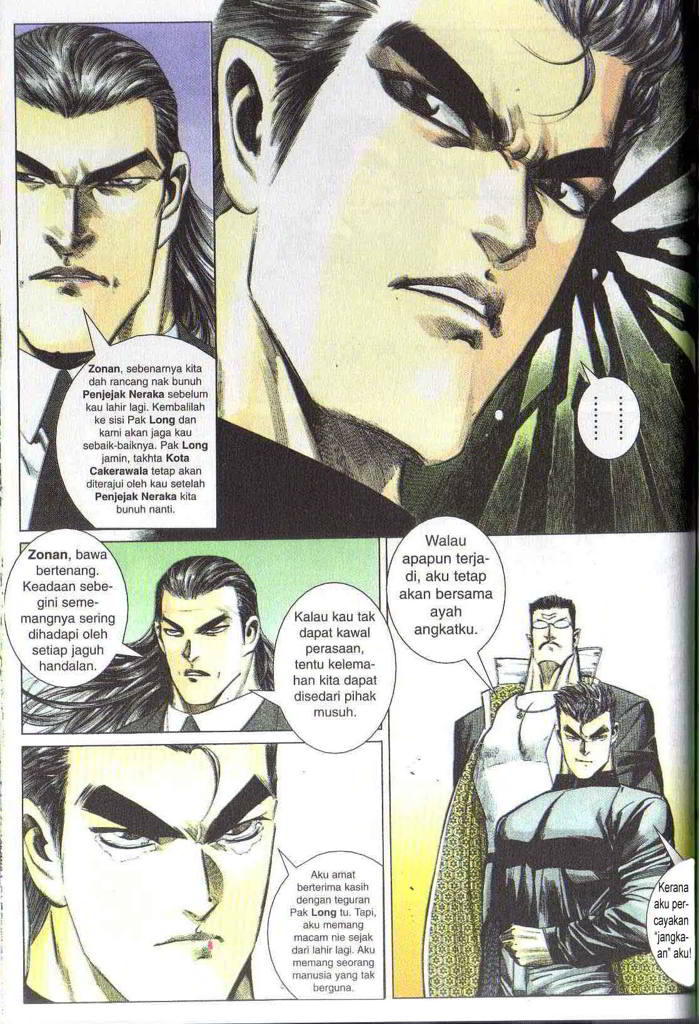 Zonan, sebenarnya kita
dah rancang nak bunuh
Penjejak Neraka sebelum
kau lahir lagi. Kembalilah
ke sisi Pak Long dan
kami akan jaga kau
sebaik-baiknya. Pak Long
jamin, takhta Kota
Cakerawala tetap akan
diterajui oleh kau setelah
Penjejak Neraka kita
bunuh nanti.
Zonan, bawa
bertenang.
Keadaan sebe-
gini seme-
mangnya sering
dihadapi oleh
setiap jaguh
handalan.
Kalau kau tak
dapat kawal
perasaan,
tentu kelema-
han kita dapat
disedari pihak
musuh.
Aku amat
berterima kasih
dengan teguran
Pak Long tu. Tapi,
aku memang
macam nie sejak
dari lahir lagi. Aku
memang seorang
manusia yang tak
berguna.
Walau
apapun terja-
di, aku tetap
akan bersama
ayah
angkatku.
Kerana
aku per-
cayakan
"jangka-
an" aku!